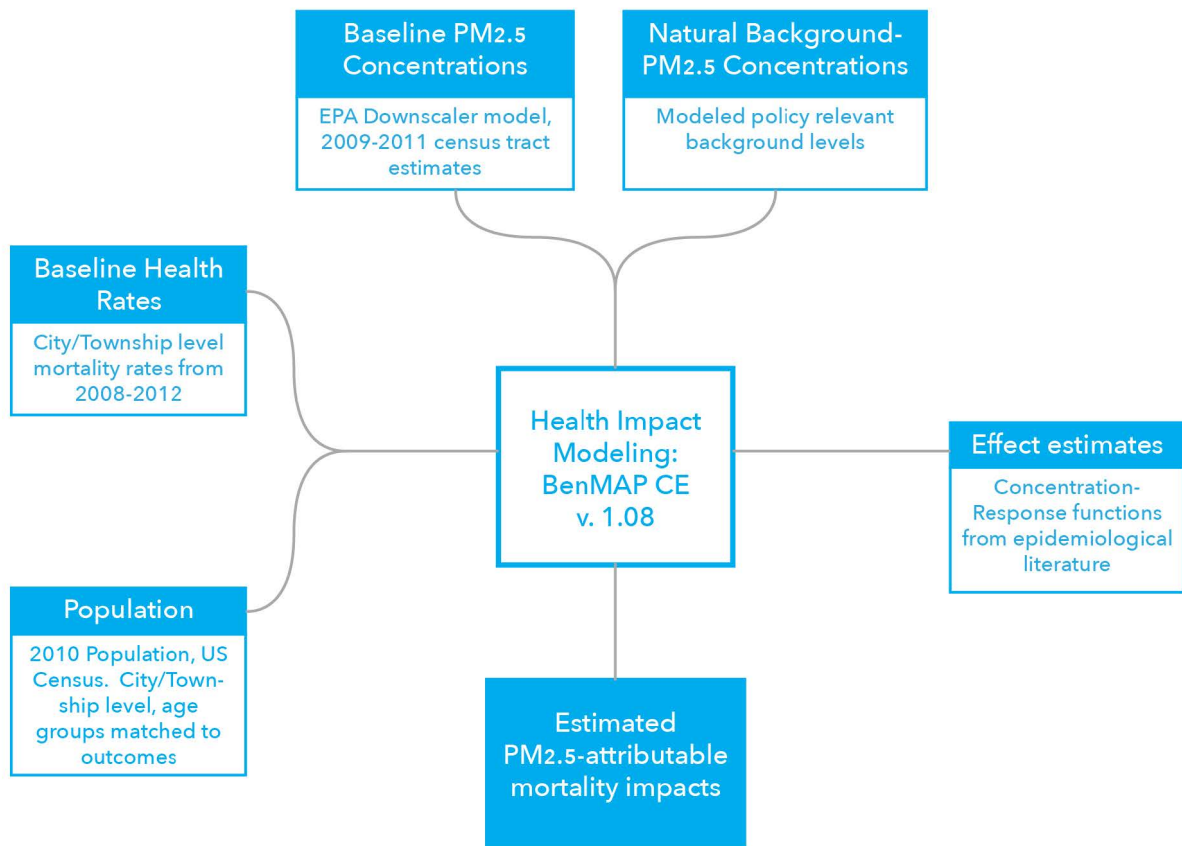 Baseline PM2.5
Concentrations
EPA Downscaler model,
2009-2011 census tract
estimates
Natural Background-
PM2.5 Concentrations
Modeled policy relevant
background levels
Baseline Health
Rates
City/Township level
mortality rates from
2008-2012
Health Impact
Modeling:
BenMAP CE
v. 1.08
Effect estimates
Concentration-
Response functions
from epidemiological
literature
Population
2010 Population, US
Census. City/Town-
ship level, age
groups matched to
outcomes
Estimated
PM2.5-attributable
mortality impacts